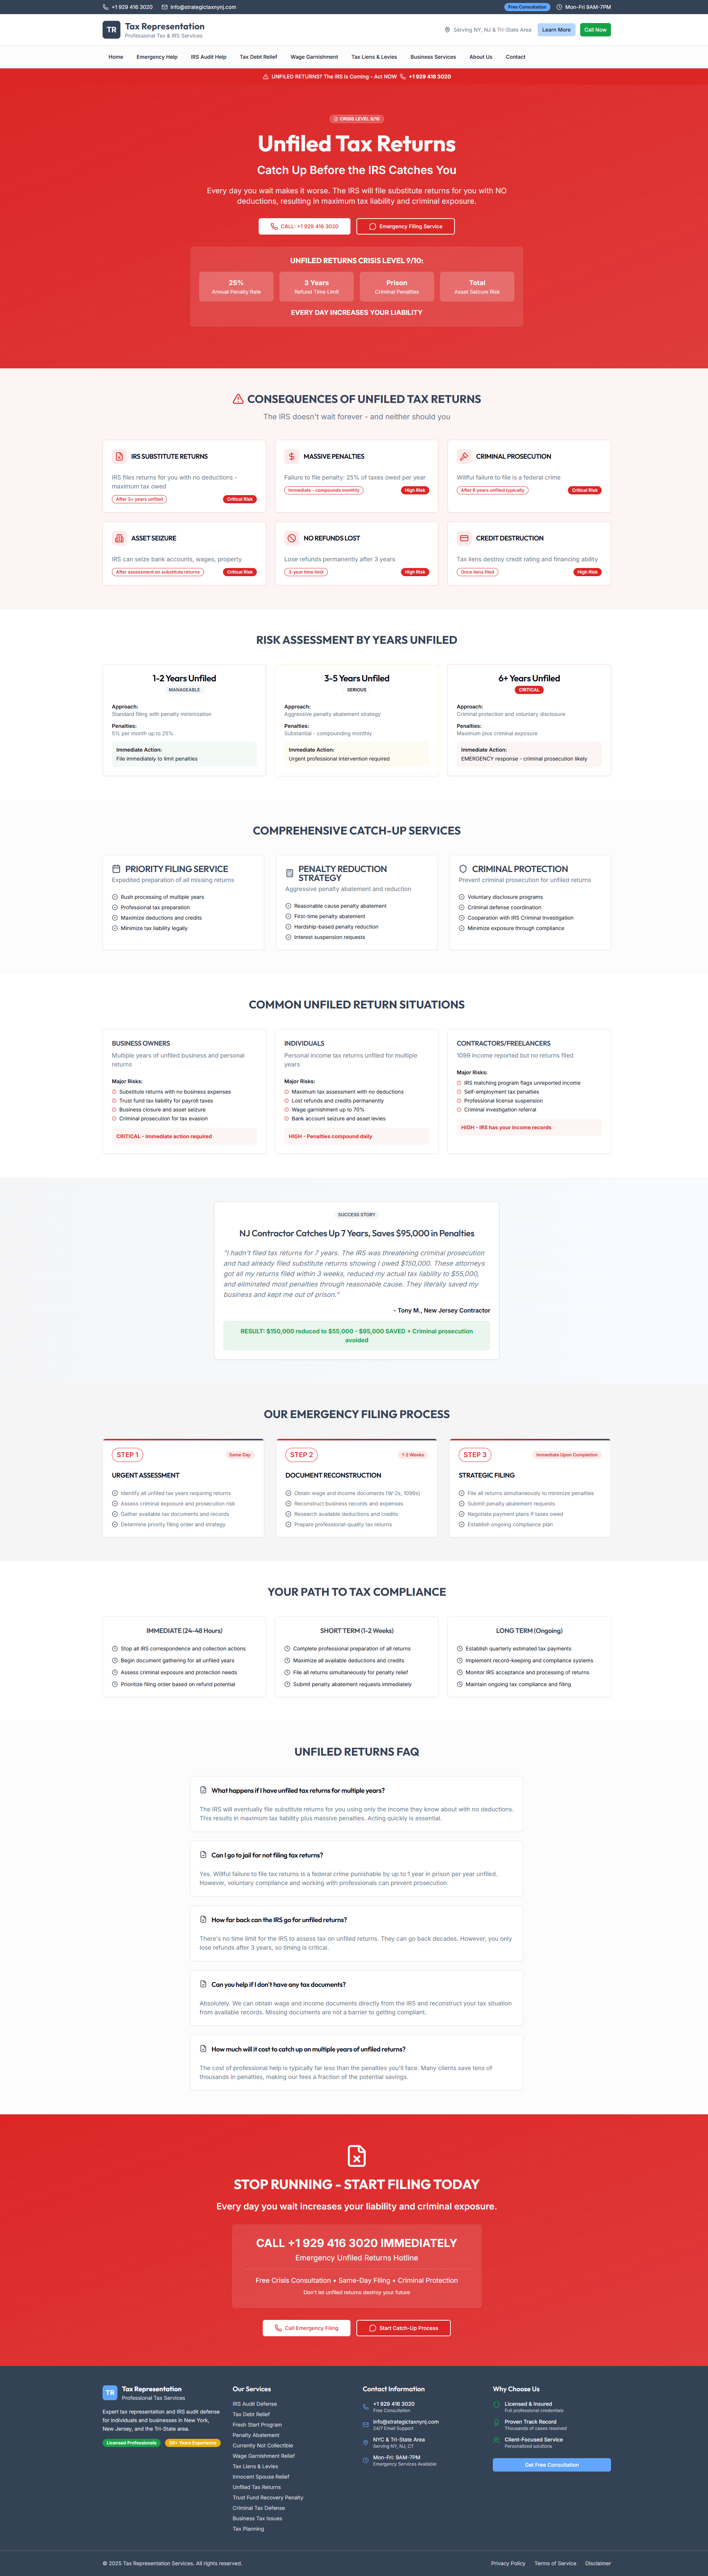 +1 929 416 3020
info@strategictaxnynj.com
Free Consultation
Mon-Fri 9AM-7PM
TR
Tax Representation
Professional Tax & IRS Services
Serving NY, NJ & Tri-State Area
Learn More
Call Now
Home
Emergency Help
IRS Audit Help
Tax Debt Relief
Wage Garnishment
Tax Liens & Levies
Business Services
About Us
Contact
UNFILED RETURNS? The IRS is Coming - Act NOW
+1 929 416 3020
CRISIS LEVEL 9/10
Unfiled Tax Returns
Catch Up Before the IRS Catches You
Every day you wait makes it worse. The IRS will file substitute returns for you with NO
deductions, resulting in maximum tax liability and criminal exposure.
CALL: +1 929 416 3020
Emergency Filing Service
UNFILED RETURNS CRISIS LEVEL 9/10:
25%
Annual Penalty Rate
3 Years
Refund Time Limit
Prison
Criminal Penalties
Total
Asset Seizure Risk
EVERY DAY INCREASES YOUR LIABILITY
CONSEQUENCES OF UNFILED TAX RETURNS
The IRS doesn't wait forever - and neither should you
IRS SUBSTITUTE RETURNS
IRS files returns for you with no deductions -
maximum tax owed
After 3+ years unfiled
Critical Risk
MASSIVE PENALTIES
Failure to file penalty: 25% of taxes owed per year
Immediate - compounds monthly
High Risk
CRIMINAL PROSECUTION
Willful failure to file is a federal crime
After 6 years unfiled typically
Critical Risk
ASSET SEIZURE
IRS can seize bank accounts, wages, property
After assessment on substitute returns
Critical Risk
NO REFUNDS LOST
Lose refunds permanently after 3 years
3-year time limit
High Risk
CREDIT DESTRUCTION
Tax liens destroy credit rating and financing ability
Once liens filed
High Risk
RISK ASSESSMENT BY YEARS UNFILED
1-2 Years Unfiled
MANAGEABLE
Approach:
Standard filing with penalty minimization
Penalties:
5% per month up to 25%
Immediate Action:
File immediately to limit penalties
3-5 Years Unfiled
SERIOUS
Approach:
Aggressive penalty abatement strategy
Penalties:
Substantial - compounding monthly
Immediate Action:
Urgent professional intervention required
6+ Years Unfiled
CRITICAL
Approach:
Criminal protection and voluntary disclosure
Penalties:
Maximum plus criminal exposure
Immediate Action:
EMERGENCY response - criminal prosecution likely
COMPREHENSIVE CATCH-UP SERVICES
PRIORITY FILING SERVICE
Expedited preparation of all missing returns
Rush processing of multiple years
Professional tax preparation
Maximize deductions and credits
Minimize tax liability legally
PENALTY REDUCTION
STRATEGY
Aggressive penalty abatement and reduction
Reasonable cause penalty abatement
First-time penalty abatement
Hardship-based penalty reduction
Interest suspension requests
CRIMINAL PROTECTION
Prevent criminal prosecution for unfiled returns
Voluntary disclosure programs
Criminal defense coordination
Cooperation with IRS Criminal Investigation
Minimize exposure through compliance
COMMON UNFILED RETURN SITUATIONS
BUSINESS OWNERS
Multiple years of unfiled business and personal
returns
Major Risks:
Substitute returns with no business expenses
Trust fund tax liability for payroll taxes
Business closure and asset seizure
Criminal prosecution for tax evasion
CRITICAL - Immediate action required
INDIVIDUALS
Personal income tax returns unfiled for multiple
years
Major Risks:
Maximum tax assessment with no deductions
Lost refunds and credits permanently
Wage garnishment up to 70%
Bank account seizure and asset levies
HIGH - Penalties compound daily
CONTRACTORS/FREELANCERS
1099 income reported but no returns filed
Major Risks:
IRS matching program flags unreported income
Self-employment tax penalties
Professional license suspension
Criminal investigation referral
HIGH - IRS has your income records
SUCCESS STORY
NJ Contractor Catches Up 7 Years, Saves $95,000 in Penalties
"I hadn't filed tax returns for 7 years. The IRS was threatening criminal prosecution
and had already filed substitute returns showing I owed $150,000. These attorneys
got all my returns filed within 3 weeks, reduced my actual tax liability to $55,000,
and eliminated most penalties through reasonable cause. They literally saved my
business and kept me out of prison."
- Tony M., New Jersey Contractor
RESULT: $150,000 reduced to $55,000 - $95,000 SAVED + Criminal prosecution
avoided
OUR EMERGENCY FILING PROCESS
STEP 1
Same Day
URGENT ASSESSMENT
Identify all unfiled tax years requiring returns
Assess criminal exposure and prosecution risk
Gather available tax documents and records
Determine priority filing order and strategy
STEP 2
1-2 Weeks
DOCUMENT RECONSTRUCTION
Obtain wage and income documents (W-2s, 1099s)
Reconstruct business records and expenses
Research available deductions and credits
Prepare professional-quality tax returns
STEP 3
Immediate Upon Completion
STRATEGIC FILING
File all returns simultaneously to minimize penalties
Submit penalty abatement requests
Negotiate payment plans if taxes owed
Establish ongoing compliance plan
YOUR PATH TO TAX COMPLIANCE
IMMEDIATE (24-48 Hours)
Stop all IRS correspondence and collection actions
Begin document gathering for all unfiled years
Assess criminal exposure and protection needs
Prioritize filing order based on refund potential
SHORT TERM (1-2 Weeks)
Complete professional preparation of all returns
Maximize all available deductions and credits
File all returns simultaneously for penalty relief
Submit penalty abatement requests immediately
LONG TERM (Ongoing)
Establish quarterly estimated tax payments
Implement record-keeping and compliance systems
Monitor IRS acceptance and processing of returns
Maintain ongoing tax compliance and filing
UNFILED RETURNS FAQ
What happens if I have unfiled tax returns for multiple years?
The IRS will eventually file substitute returns for you using only the income they know about with no deductions.
This results in maximum tax liability plus massive penalties. Acting quickly is essential.
Can I go to jail for not filing tax returns?
Yes. Willful failure to file tax returns is a federal crime punishable by up to 1 year in prison per year unfiled.
However, voluntary compliance and working with professionals can prevent prosecution.
How far back can the IRS go for unfiled returns?
There's no time limit for the IRS to assess tax on unfiled returns. They can go back decades. However, you only
lose refunds after 3 years, so timing is critical.
Can you help if I don't have any tax documents?
Absolutely. We can obtain wage and income documents directly from the IRS and reconstruct your tax situation
from available records. Missing documents are not a barrier to getting compliant.
How much will it cost to catch up on multiple years of unfiled returns?
The cost of professional help is typically far less than the penalties you'll face. Many clients save tens of
thousands in penalties, making our fees a fraction of the potential savings.
STOP RUNNING - START FILING TODAY
Every day you wait increases your liability and criminal exposure.
CALL +1 929 416 3020 IMMEDIATELY
Emergency Unfiled Returns Hotline
Free Crisis Consultation • Same-Day Filing • Criminal Protection
Don't let unfiled returns destroy your future
Call Emergency Filing
Start Catch-Up Process
TR
Tax Representation
Professional Tax Services
Expert tax representation and IRS audit defense
for individuals and businesses in New York,
New Jersey, and the Tri-State area.
Licensed Professionals
20+ Years Experience
Our Services
IRS Audit Defense
Tax Debt Relief
Fresh Start Program
Penalty Abatement
Currently Not Collectible
Wage Garnishment Relief
Tax Liens & Levies
Innocent Spouse Relief
Unfiled Tax Returns
Trust Fund Recovery Penalty
Criminal Tax Defense
Business Tax Issues
Tax Planning
Contact Information
+1 929 416 3020
Free Consultation
info@strategictaxnynj.com
24/7 Email Support
NYC & Tri-State Area
Serving NY, NJ, CT
Mon-Fri: 9AM-7PM
Emergency Services Available
Why Choose Us
Licensed & Insured
Full professional credentials
Proven Track Record
Thousands of cases resolved
Client-Focused Service
Personalized solutions
Get Free Consultation
© 2025 Tax Representation Services. All rights reserved.
Privacy Policy
Terms of Service
Disclaimer